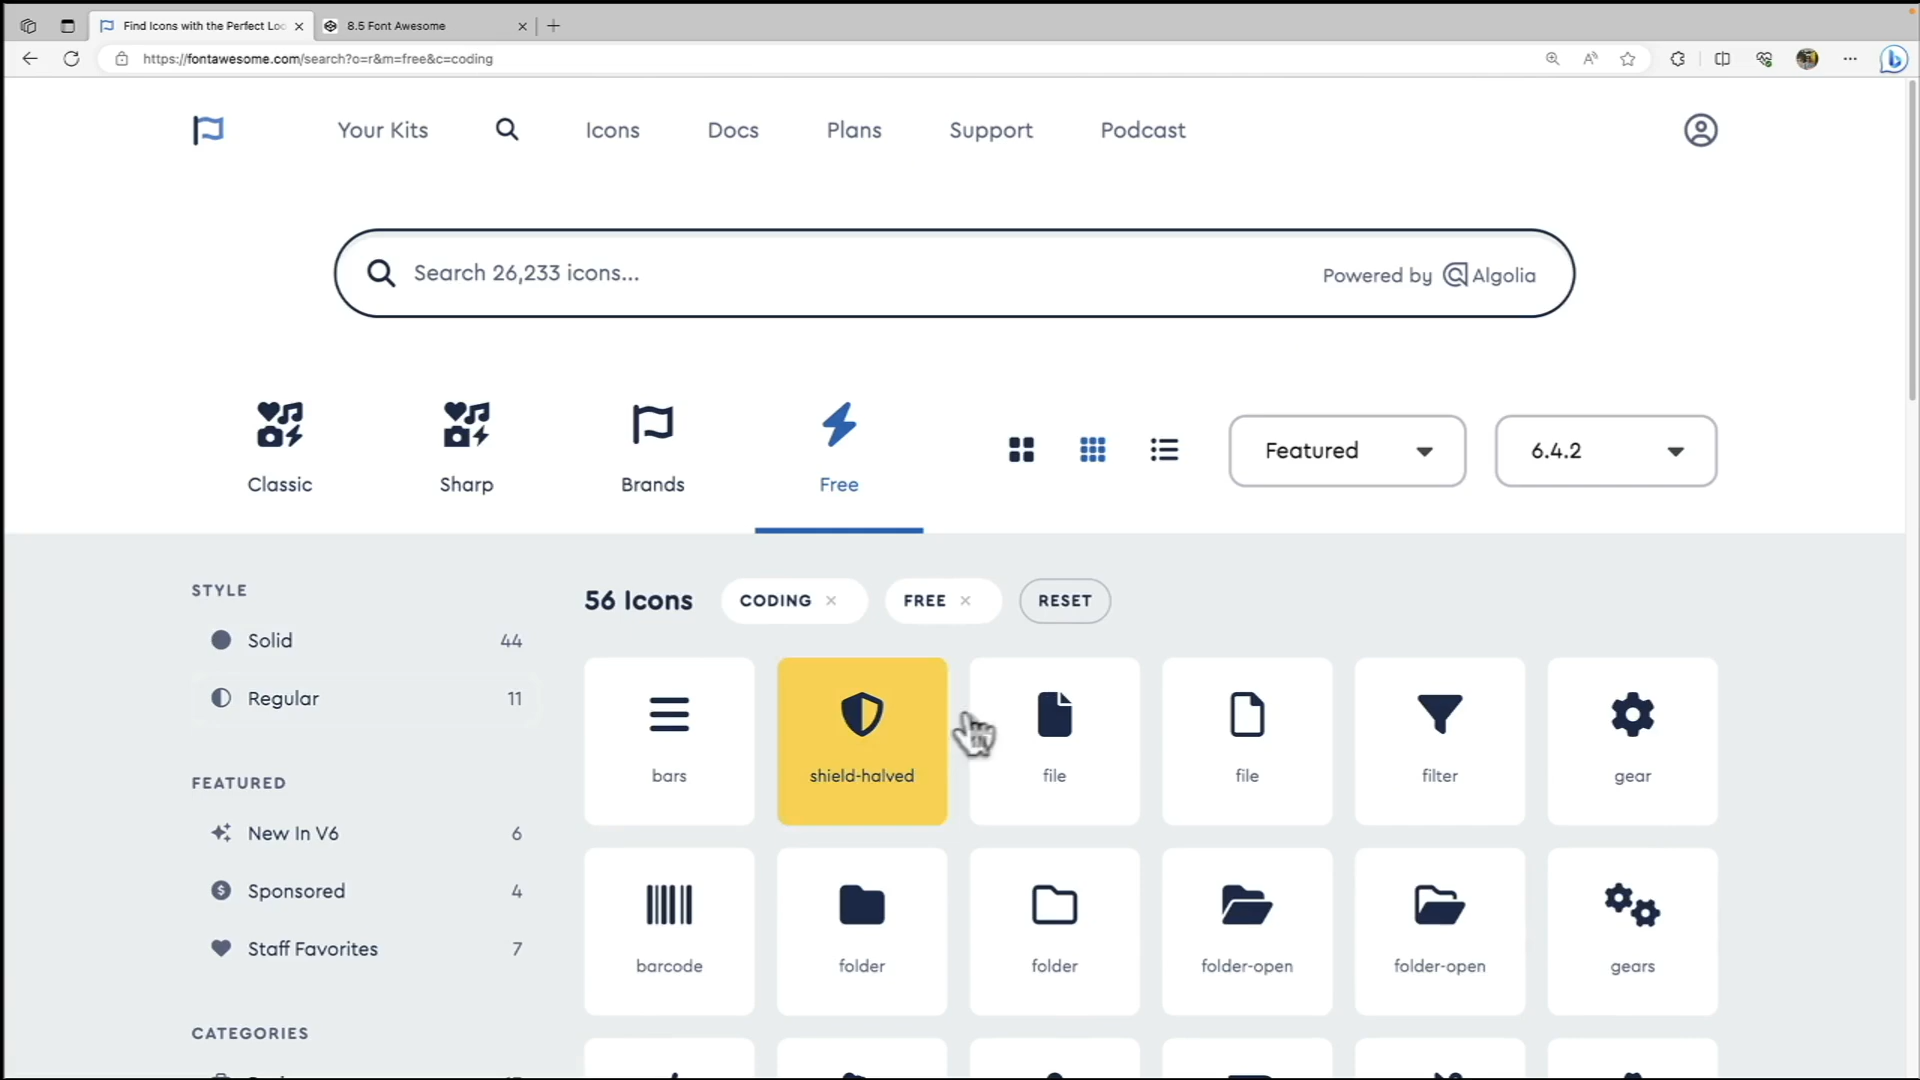 Find Icons with the Perfect Loo
8.5 Font Awesome
https://fontawesome.com/search?o=r&m=free&c=coding
Your Kits
Icons
Docs
Plans
Support
Podcast
Search 26,233 icons...
Powered by Algolia
Classic
Sharp
Brands
Free
Featured
6.4.2
STYLE
Solid 44
Regular 11
FEATURED
New In V6 6
Sponsored 4
Staff Favorites 7
CATEGORIES
56 Icons
CODING
FREE
RESET
bars
shield-halved
file
file
filter
gear
barcode
folder
folder
folder-open
folder-open
gears